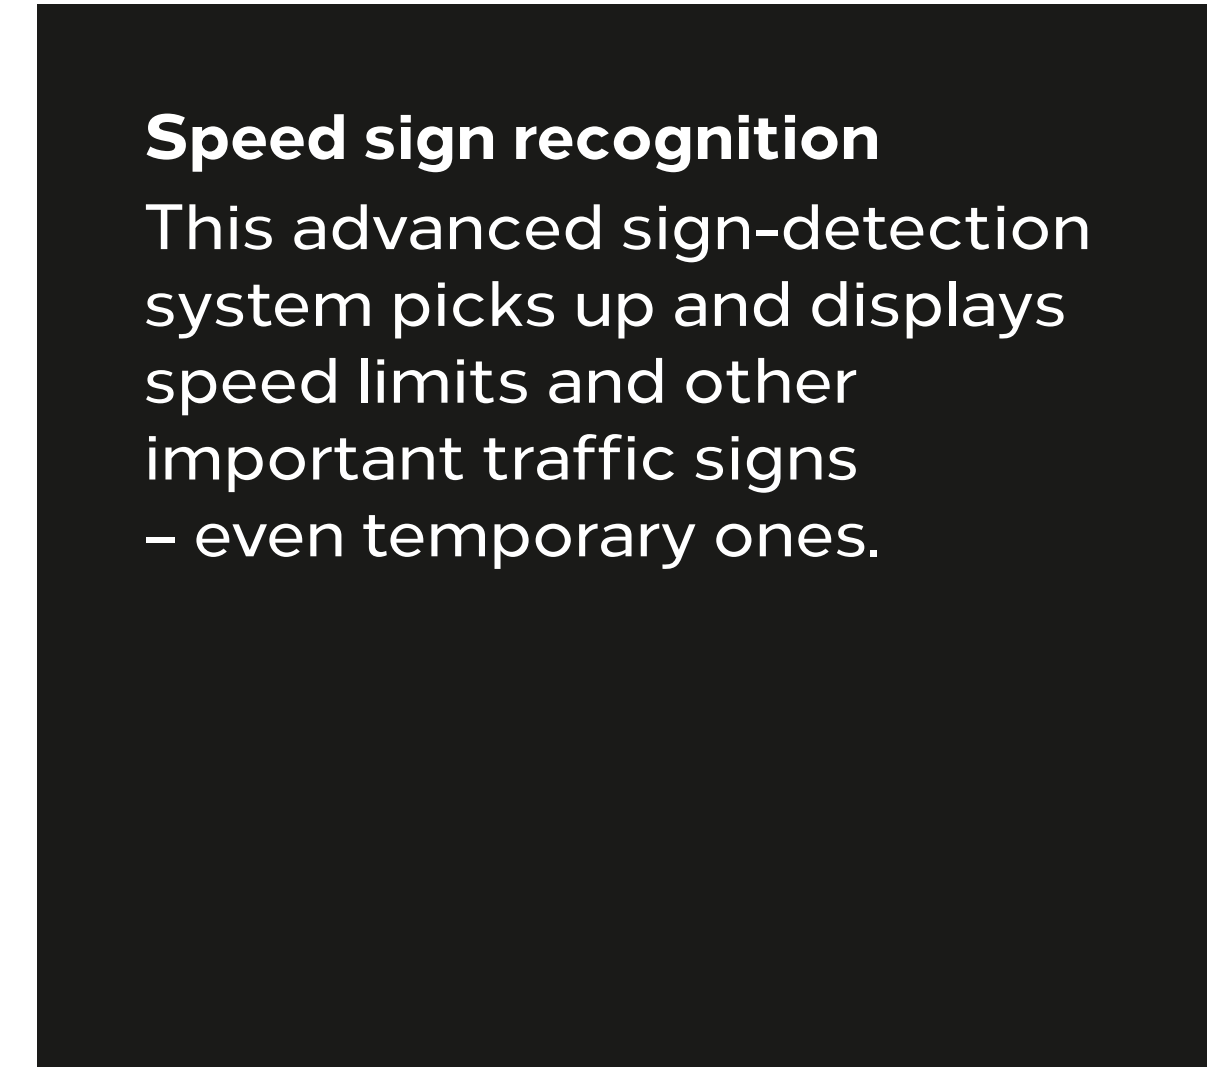 Speed sign recognition
This advanced sign-detection
system picks up and displays
speed limits and other
important traffic signs
– even temporary ones.